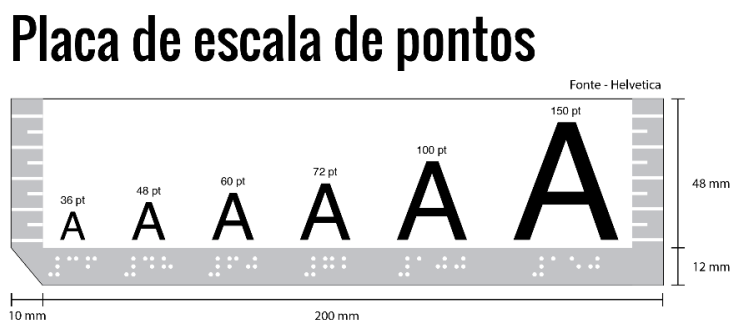 Placa de escala de pontos
Fonte - Helvetica
36 pt
48 pt
60 pt
72 pt
100 pt
150 pt
A A A A A A
48 mm
12 mm
10 mm
200 mm